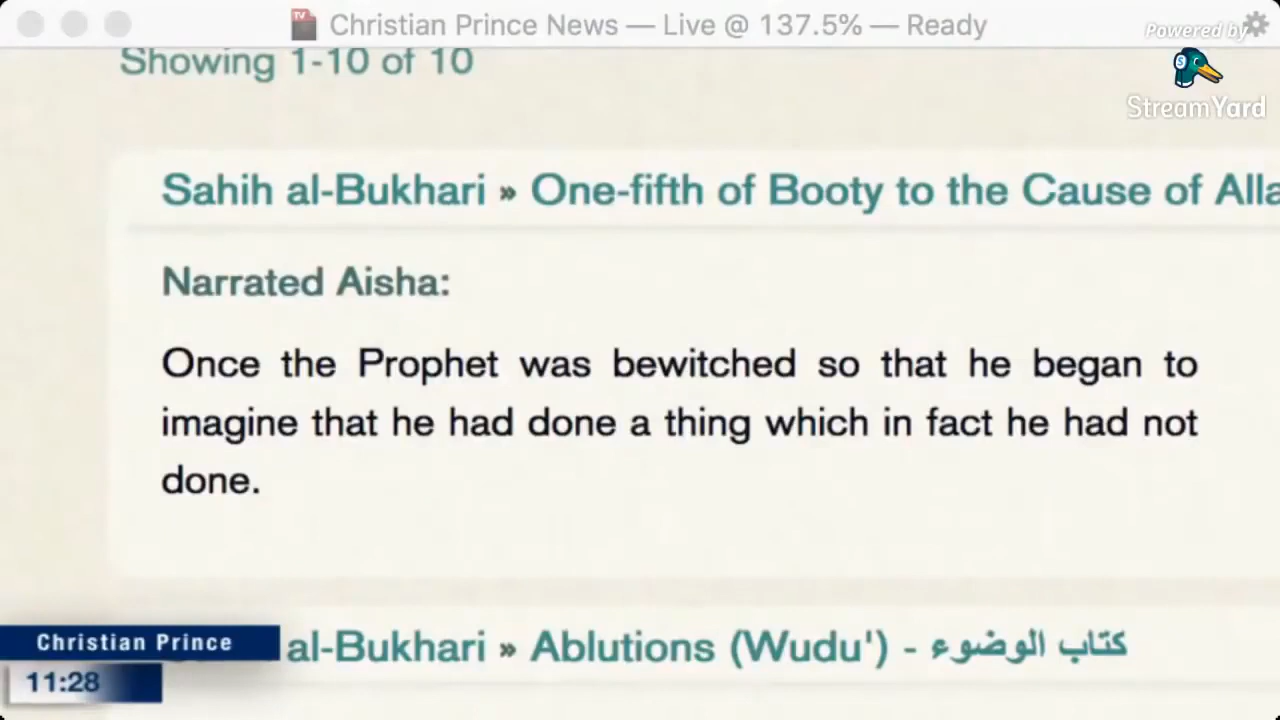 Christian Prince News — Live @ 137.5% — Ready
Powered by
StreamYard
Showing 1-10 of 10
Sahih al-Bukhari » One-fifth of Booty to the Cause of Alla
Narrated Aisha:
Once the Prophet was bewitched so that he began to
imagine that he had done a thing which in fact he had not
done.
al-Bukhari » Ablutions (Wudu') - كتاب الوضوء
Christian Prince
11:28